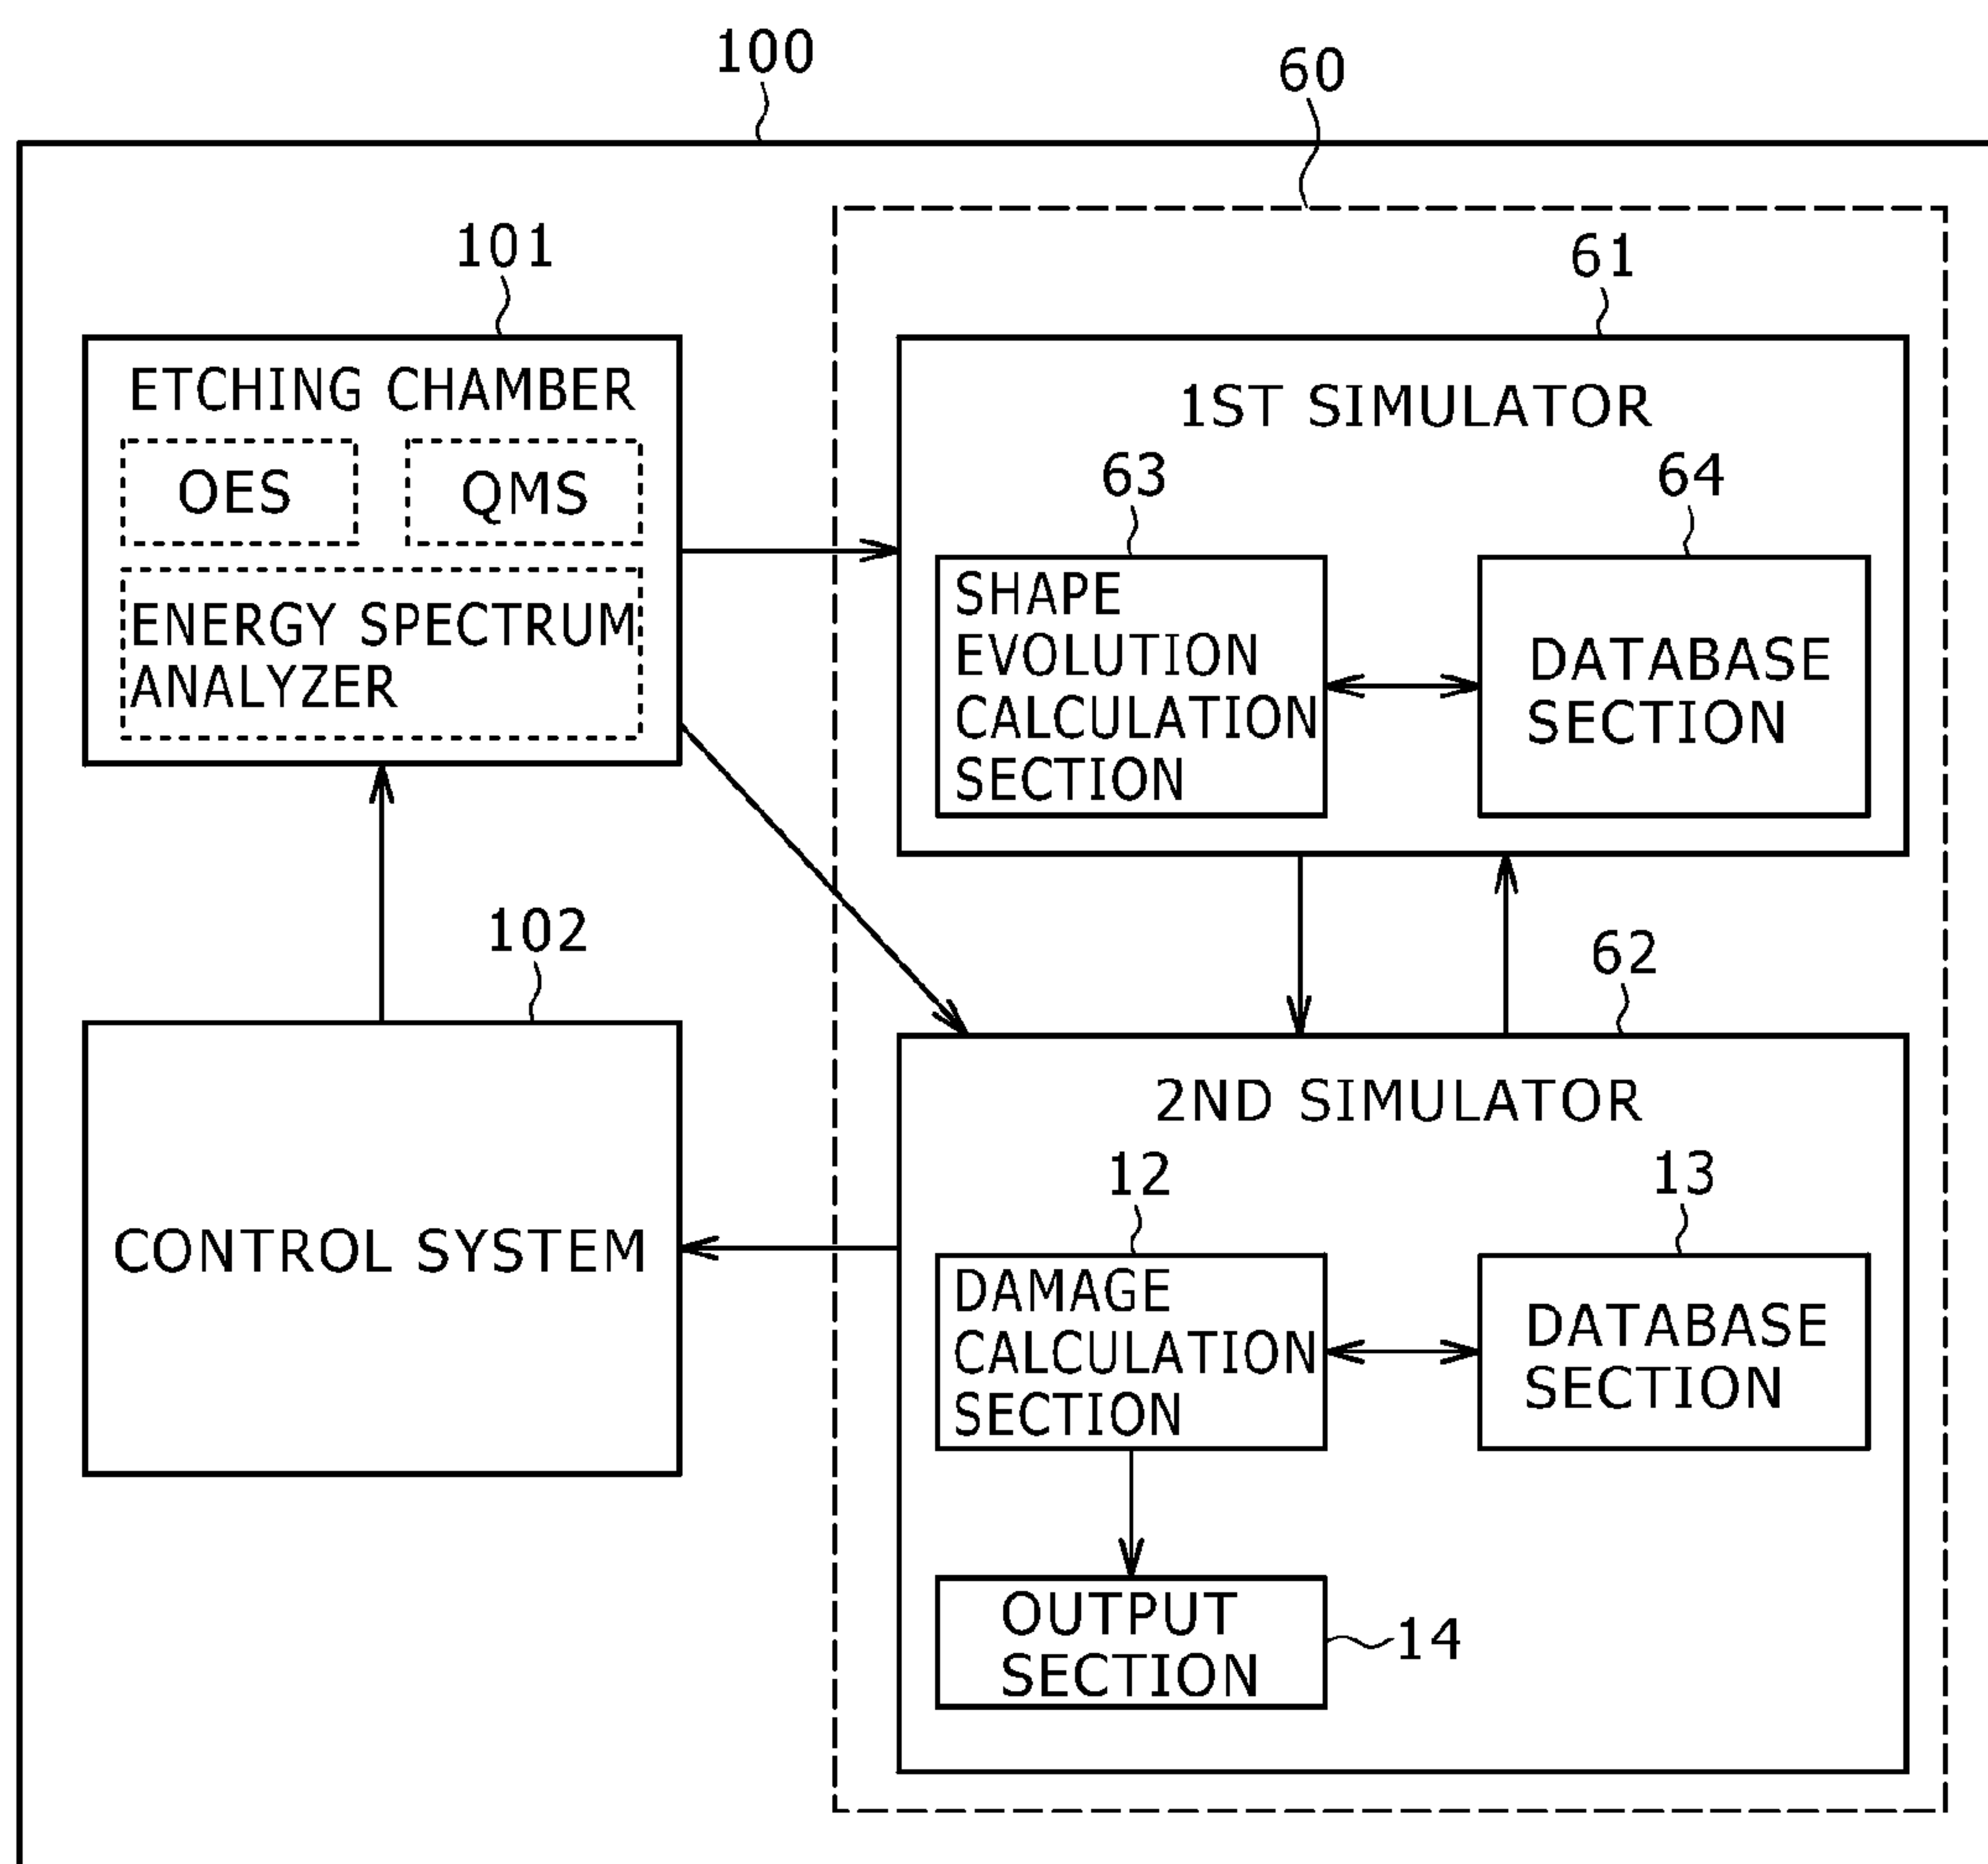 100
60
101
61
ETCHING CHAMBER
OES
QMS
ENERGY SPECTRUM
ANALYZER
1ST SIMULATOR
63
64
SHAPE
EVOLUTION
CALCULATION
SECTION
DATABASE
SECTION
102
62
CONTROL SYSTEM
2ND SIMULATOR
12
13
DAMAGE
CALCULATION
SECTION
DATABASE
SECTION
OUTPUT
SECTION
14